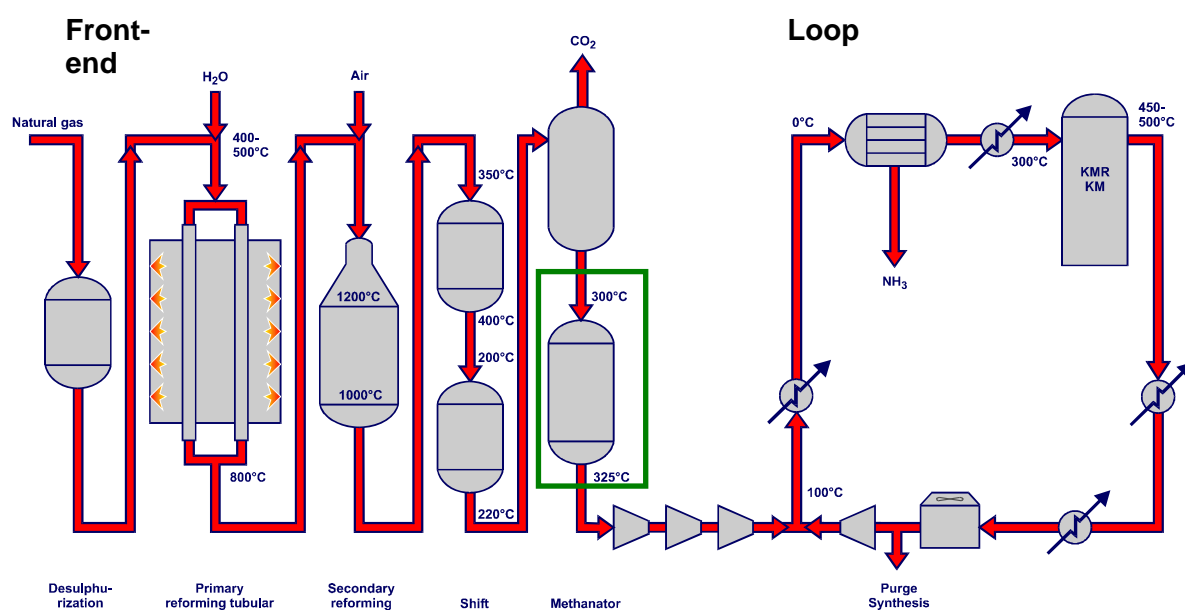 Front-
end
Loop
CO2
H2O
Air
Natural gas
400-
500°C
350°C
0°C
300°C
450-
500°C
KMR
KM
NH3
1200°C
400°C
300°C
200°C
1000°C
800°C
220°C
325°C
100°C
Desulphu-
rization
Primary
reforming tubular
Secondary
reforming
Shift
Methanator
Purge
Synthesis